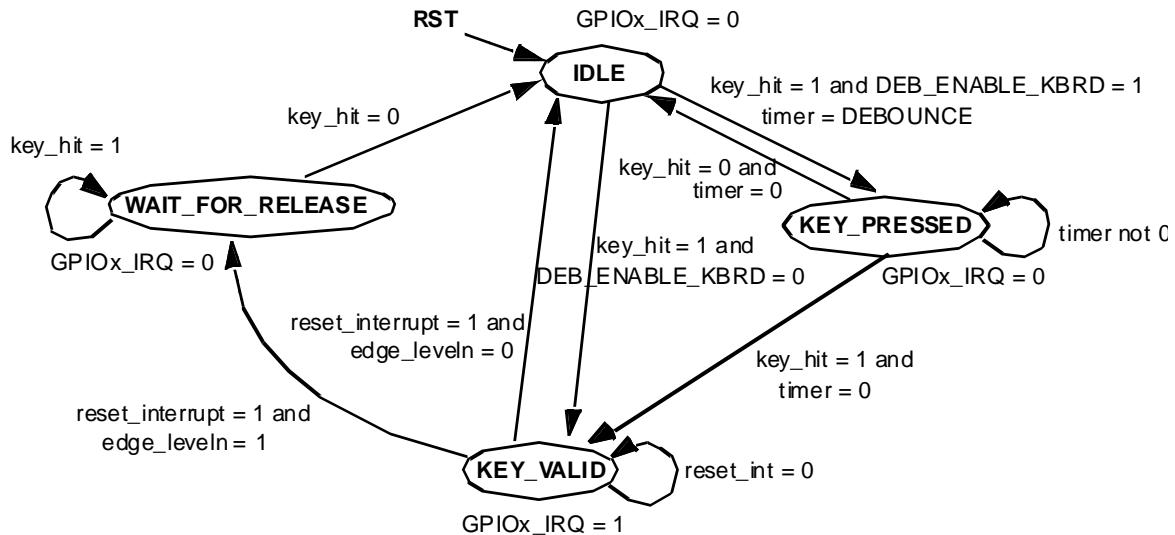 RST
GPIOx_IRQ = 0
IDLE
key_hit = 1 and DEB_ENABLE_KBRD = 1
timer = DEBOUNCE
key_hit = 0
key_hit = 1
key_hit = 0 and
timer = 0
WAIT_FOR_RELEASE
GPIOx_IRQ = 0
KEY_PRESSED
timer not 0
GPIOx_IRQ = 0
key_hit = 1 and
DEB_ENABLE_KBRD = 0
reset_interrupt = 1 and
edge_leveln = 0
key_hit = 1 and
timer = 0
reset_interrupt = 1 and
edge_leveln = 1
KEY_VALID
reset_int = 0
GPIOx_IRQ = 1